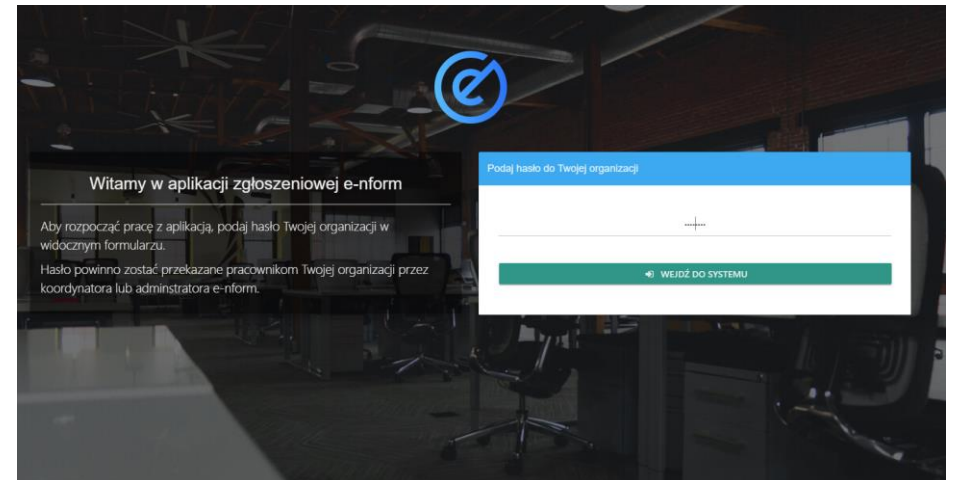 Witamy w aplikacji zgłoszeniowej e-nform
Aby rozpocząć pracę z aplikacją, podaj hasło Twojej organizacji w
widocznym formularzu.
Hasło powinno zostać przekazane pracownikom Twojej organizacji przez
koordynatora lub adminstratora e-nform.
Podaj hasło do Twojej organizacji
WEJDŹ DO SYSTEMU